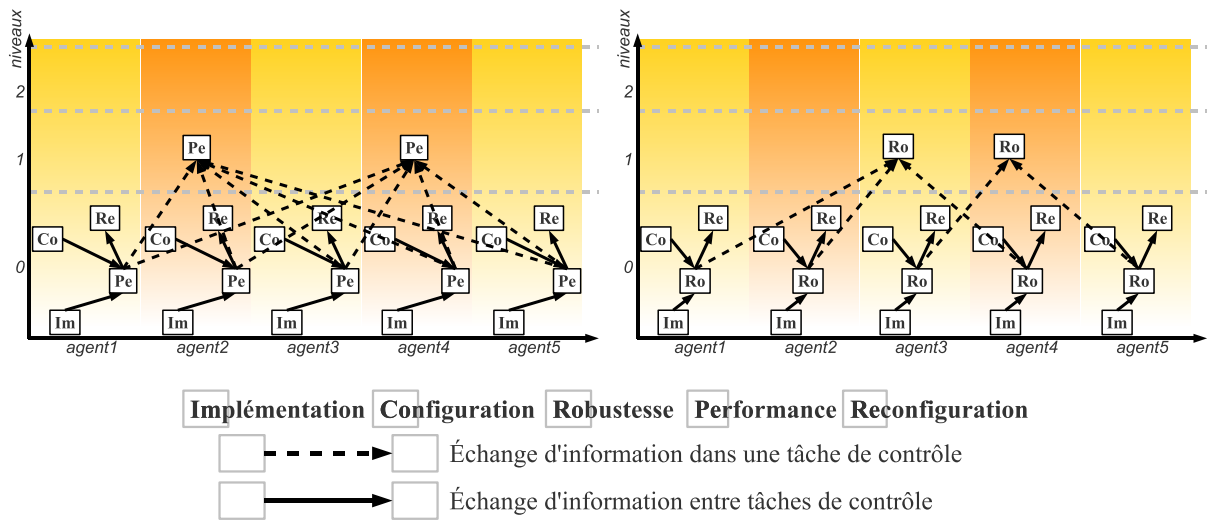 niveaux
2
1
0
Pe Pe
Re Re Re Re Re
Co Co Co Co Co
Pe Pe Pe Pe Pe
Im Im Im Im Im
agent1 agent2 agent3 agent4 agent5
niveaux
2
1
0
Ro Ro
Re Re Re Re Re
Co Co Co Co Co
Ro Ro Ro Ro Ro
Im Im Im Im Im
agent1 agent2 agent3 agent4 agent5
Implémentation Configuration Robustesse Performance Reconfiguration
Échange d'information dans une tâche de contrôle
Échange d'information entre tâches de contrôle